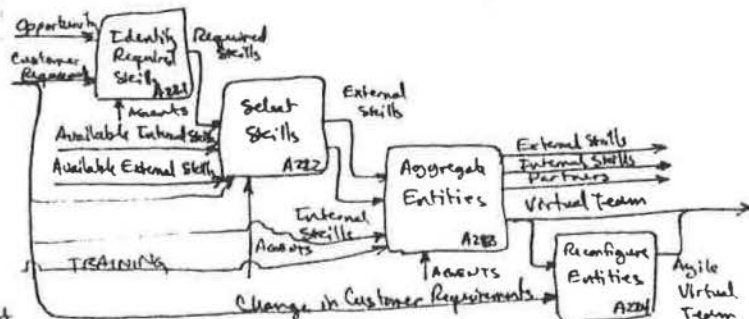 Opportunity
Identify
Required
Skills
A221
Required
Skills
Customer
Requirement
AGENTS
Select
Skills
A222
External
Skills
Available Internal Skills
Available External Skills
Aggregate
Entities
A223
External Skills
Internal Skills
Partners
Virtual Team
Internal
Skills
AGENTS
TRAINING
AGENTS
Reconfigure
Entities
A224
Change in Customer Requirements
Agile
Virtual
Team